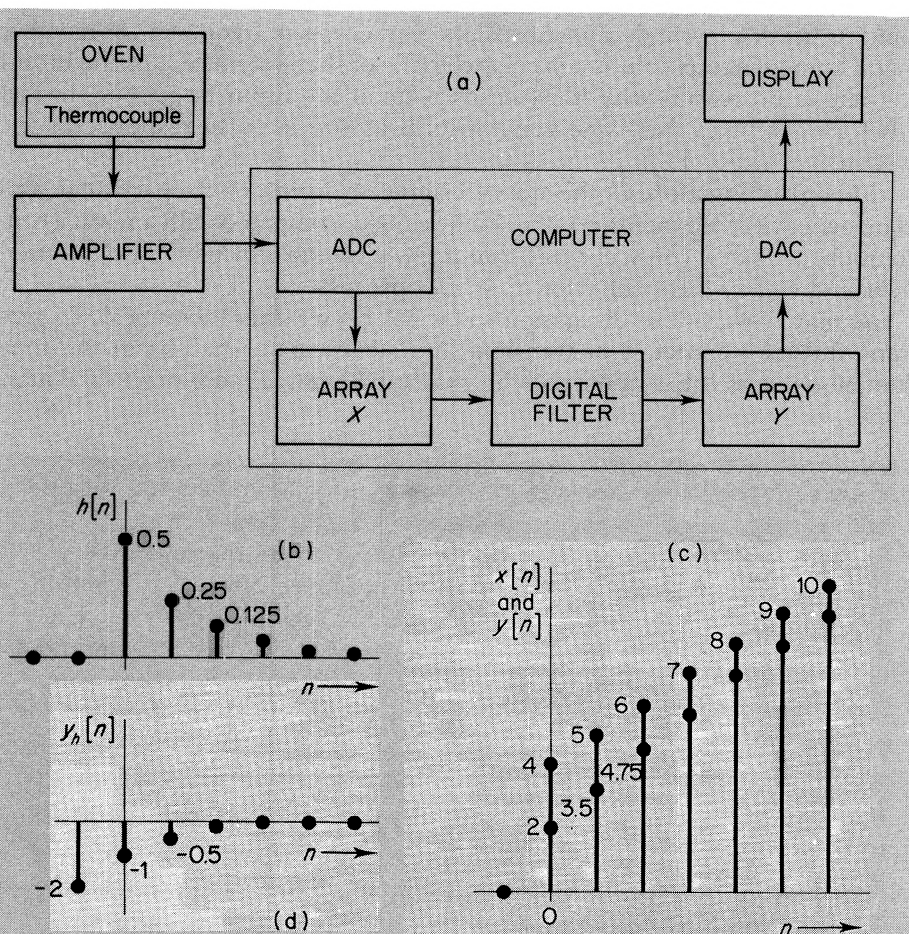 OVEN
Thermocouple
(a)
DISPLAY
AMPLIFIER
ADC
COMPUTER
DAC
ARRAY
X
DIGITAL
FILTER
ARRAY
Y
h[n]
0.5
(b)
0.25
0.125
n
(c)
x[n]
and
y[n]
10
9
8
7
6
5
4
4.75
3.5
2
0
n
yh[n]
-0.5
-1
-2
n
(d)